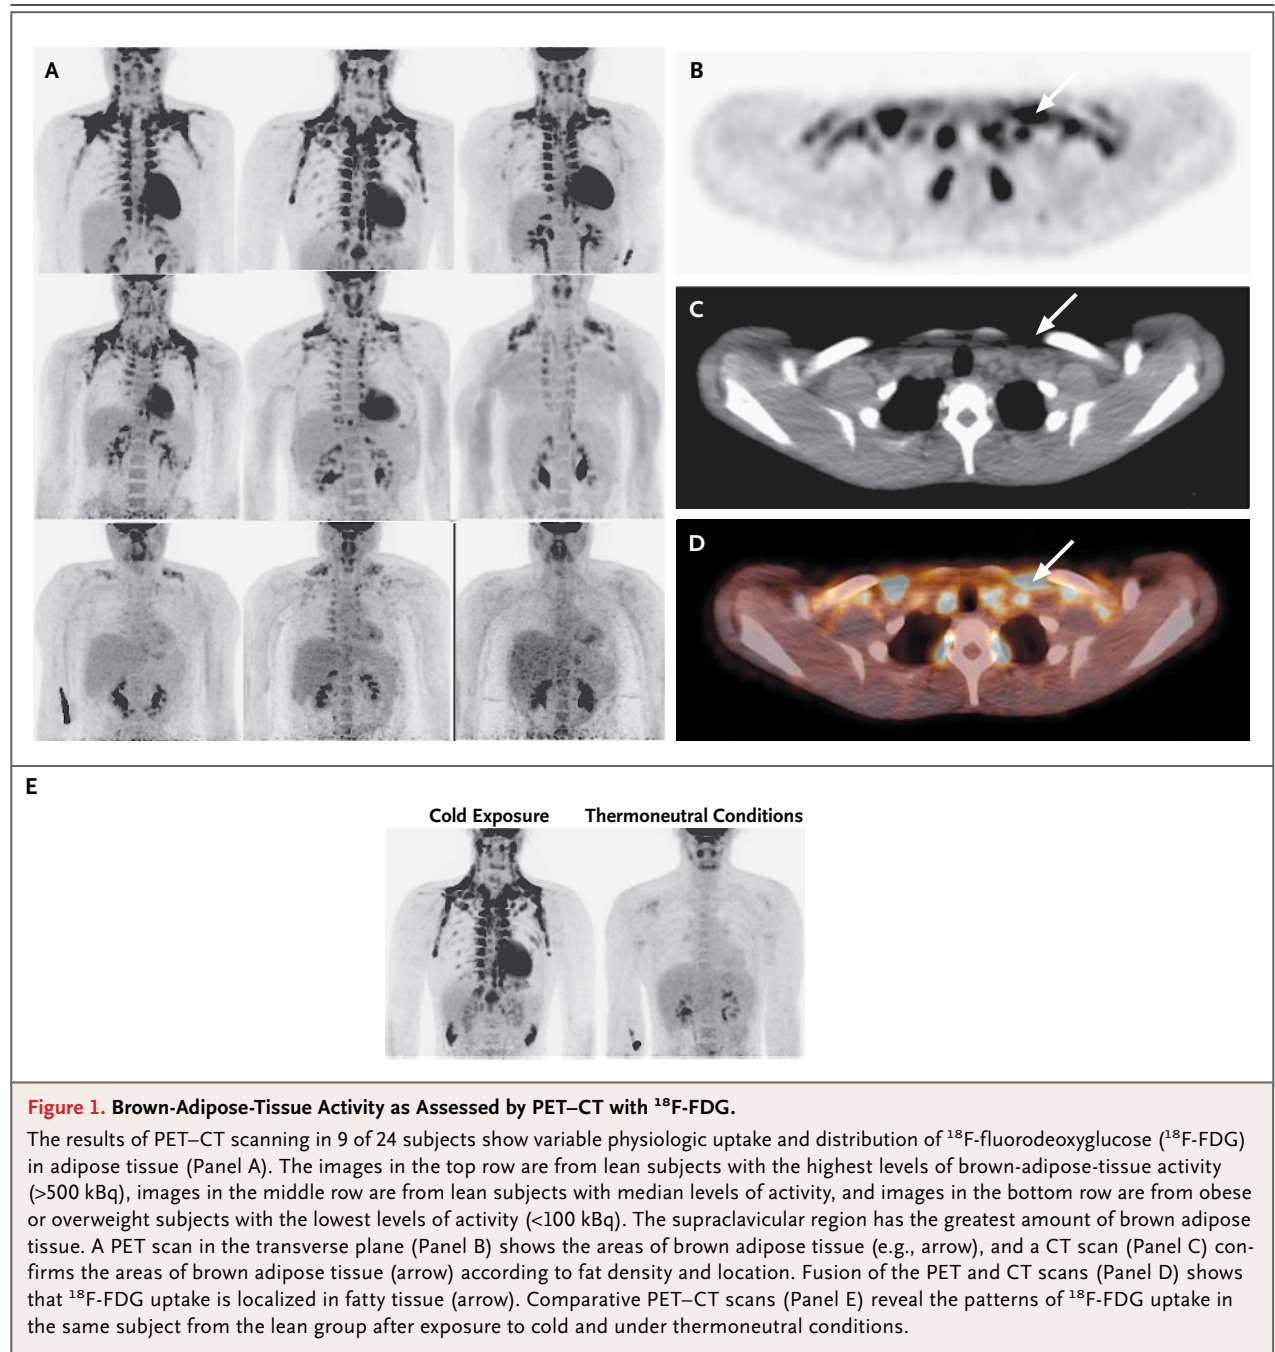 A
B
C
D
E
Cold Exposure
Thermoneutral Conditions
Figure 1. Brown-Adipose-Tissue Activity as Assessed by PET–CT with ¹⁸F-FDG.
The results of PET–CT scanning in 9 of 24 subjects show variable physiologic uptake and distribution of ¹⁸F-fluorodeoxyglucose (¹⁸F-FDG)
in adipose tissue (Panel A). The images in the top row are from lean subjects with the highest levels of brown-adipose-tissue activity
(>500 kBq), images in the middle row are from lean subjects with median levels of activity, and images in the bottom row are from obese
or overweight subjects with the lowest levels of activity (<100 kBq). The supraclavicular region has the greatest amount of brown adipose
tissue. A PET scan in the transverse plane (Panel B) shows the areas of brown adipose tissue (e.g., arrow), and a CT scan (Panel C) con-
firms the areas of brown adipose tissue (arrow) according to fat density and location. Fusion of the PET and CT scans (Panel D) shows
that ¹⁸F-FDG uptake is localized in fatty tissue (arrow). Comparative PET–CT scans (Panel E) reveal the patterns of ¹⁸F-FDG uptake in
the same subject from the lean group after exposure to cold and under thermoneutral conditions.